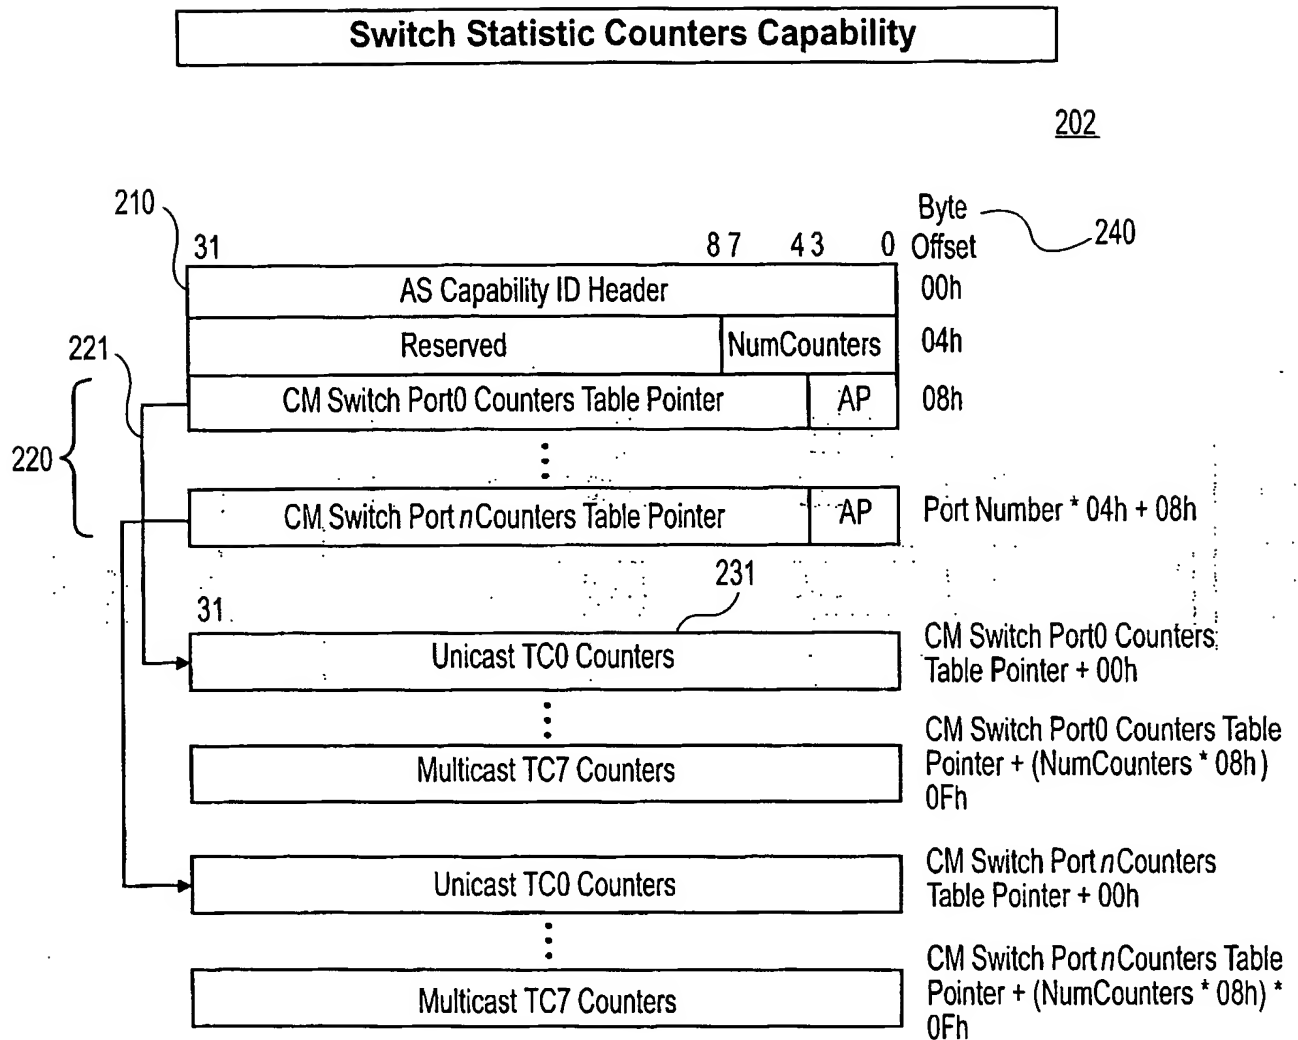 Switch Statistic Counters Capability
202
210
31
8 7
4 3
0
Byte
Offset
240
AS Capability ID Header
00h
Reserved
NumCounters
04h
221
CM Switch Port0 Counters Table Pointer
AP
08h
220
CM Switch Port n Counters Table Pointer
AP
Port Number * 04h + 08h
231
31
Unicast TC0 Counters
CM Switch Port0 Counters
Table Pointer + 00h
Multicast TC7 Counters
CM Switch Port0 Counters Table
Pointer + (NumCounters * 08h)
0Fh
Unicast TC0 Counters
CM Switch Port n Counters
Table Pointer + 00h
Multicast TC7 Counters
CM Switch Port n Counters Table
Pointer + (NumCounters * 08h) *
0Fh